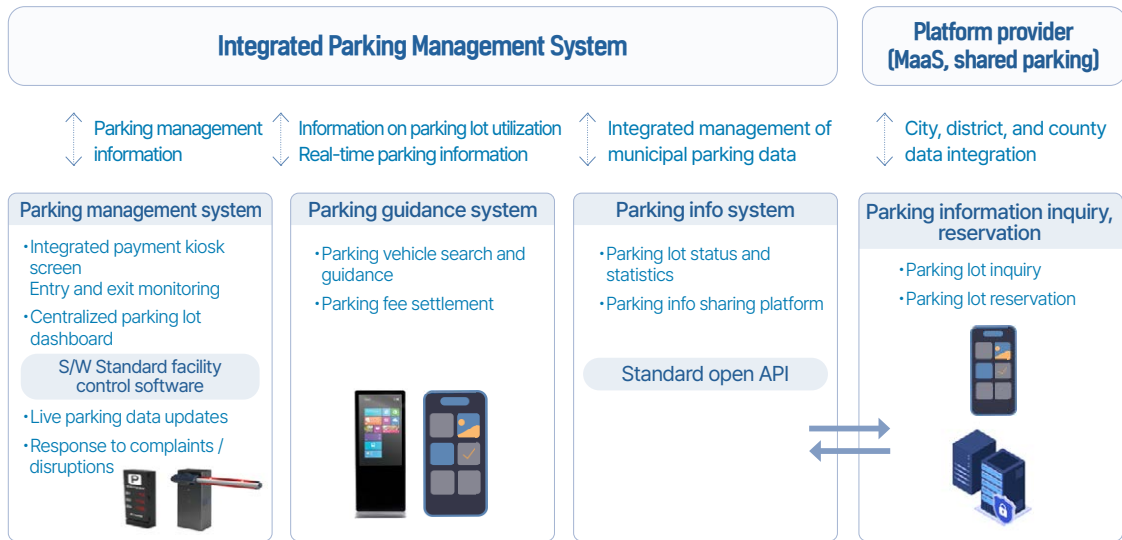 Integrated Parking Management System
Platform provider
(MaaS, shared parking)
Parking management
information
Information on parking lot utilization
Real-time parking information
Integrated management of
municipal parking data
City, district, and county
data integration
Parking management system
·Integrated payment kiosk
screen
Entry and exit monitoring
·Centralized parking lot
dashboard
S/W Standard facility
control software
·Live parking data updates
·Response to complaints /
disruptions
P
Parking guidance system
·Parking vehicle search and
guidance
·Parking fee settlement
Parking info system
·Parking lot status and
statistics
·Parking info sharing platform
Standard open API
Parking information inquiry,
reservation
·Parking lot inquiry
·Parking lot reservation